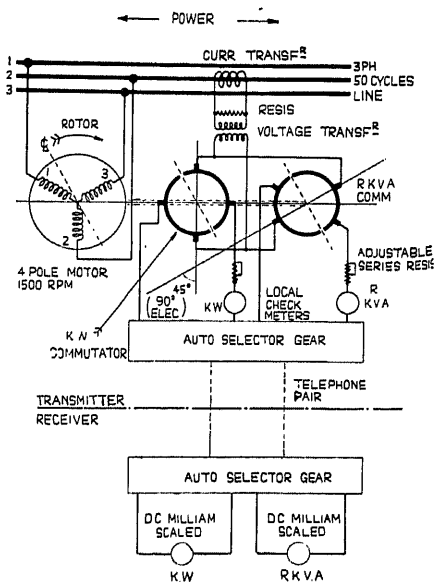 POWER
CURR TRANSFR
1
2
3
3PH
50 CYCLES
LINE
RESIS
VOLTAGE TRANSFR
ROTOR
℄
1
3
2
RKVA
COMM
4 POLE MOTOR
1500 RPM
45°
(90° ELEC)
KW
LOCAL
CHECK
METERS
ADJUSTABLE
SERIES RESIS
R
KVA
COMMUTATOR
AUTO SELECTOR GEAR
TELEPHONE
PAIR
TRANSMITTER
RECEIVER
AUTO SELECTOR GEAR
DC MILLIAM
SCALED
DC MILLIAM
SCALED
K.W
R K.V.A